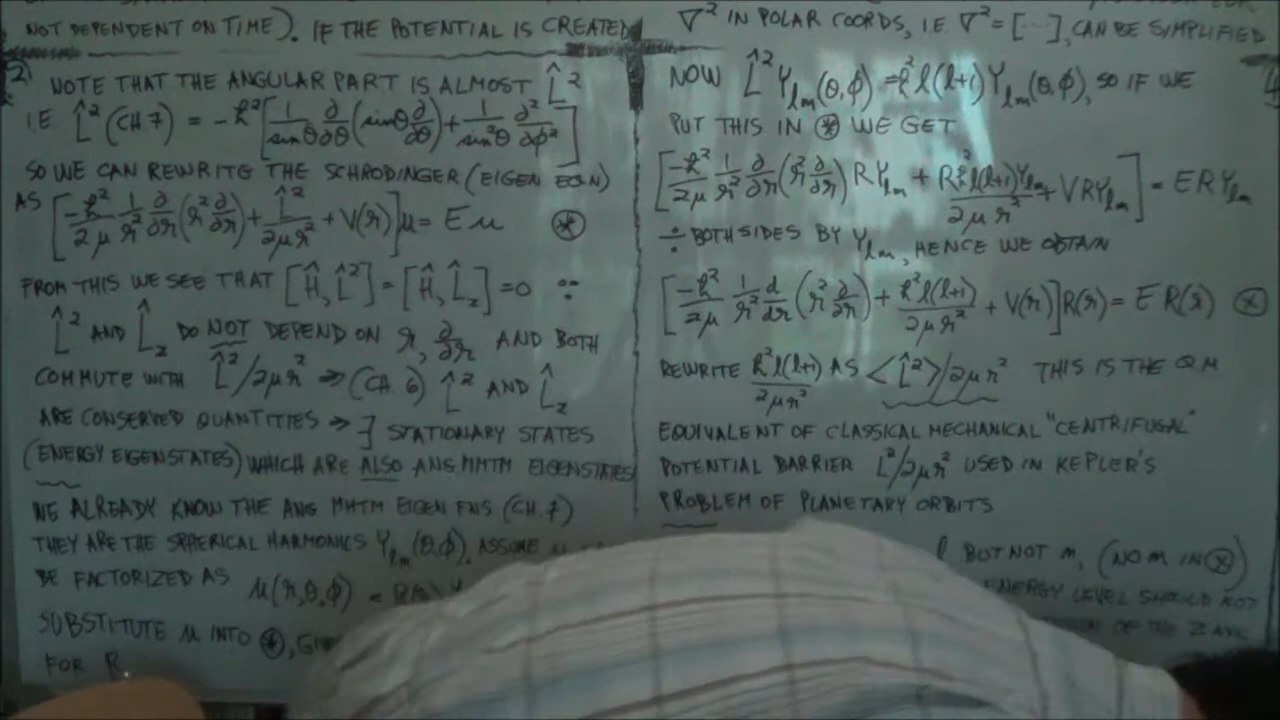 NOT DEPENDENT ON TIME). IF THE POTENTIAL IS CREATED
2) NOTE THAT THE ANGULAR PART IS ALMOST L̂²
I.E L̂² (CH.7) = -ħ²[1/sinθ ∂/∂θ (sinθ ∂/∂θ) + 1/sin²θ ∂²/∂φ²]
SO WE CAN REWRITE THE SCHRODINGER (EIGEN EQN)
AS [-ħ²/2μ 1/r² ∂/∂r (r² ∂/∂r) + L̂²/2μr² + V(r)]u = Eu ⊛
FROM THIS WE SEE THAT [Ĥ, L̂²] = [Ĥ, L̂z] = 0 ∵
L̂² AND L̂z DO NOT DEPEND ON r, ∂/∂r AND BOTH
COMMUTE WITH L̂²/2μr² ⇒ (CH. 6) L̂² AND L̂z
ARE CONSERVED QUANTITIES ⇒ ∃ STATIONARY STATES
(ENERGY EIGENSTATES) WHICH ARE ALSO ANG MMTM EIGENSTATES
WE ALREADY KNOW THE ANG MMTM EIGEN FNS (CH.7)
THEY ARE THE SPHERICAL HARMONICS Yℓm(θ,φ). ASSUME
BE FACTORIZED AS u(r,θ,φ) =
SUBSTITUTE u INTO ⊛,
FOR R
∇² IN POLAR COORDS, I.E ∇² = [⋯], CAN BE SIMPLIFIED
NOW L̂² Yℓm(θ,φ) = ħ²ℓ(ℓ+1)Yℓm(θ,φ), SO IF WE
PUT THIS IN ⊛ WE GET
[-ħ²/2μ 1/r² ∂/∂r (r² ∂/∂r) RYℓm + Rħ²ℓ(ℓ+1)Yℓm/2μr² + VRYℓm] = ERYℓm
÷ BOTH SIDES BY Yℓm, HENCE WE OBTAIN
[-ħ²/2μ 1/r² d/dr (r² ∂/∂r) + ħ²ℓ(ℓ+1)/2μr² + V(r)]R(r) = E R(r) ⊗
REWRITE ħ²ℓ(ℓ+1)/2μr² AS <L̂²>/2μr² THIS IS THE QM
EQUIVALENT OF CLASSICAL MECHANICAL "CENTRIFUGAL"
POTENTIAL BARRIER L²/2μr² USED IN KEPLER'S
PROBLEM OF PLANETARY ORBITS
ℓ BUT NOT m, (NO m IN ⊗)
ENERGY LEVEL SHOULD NOT
OF THE Z